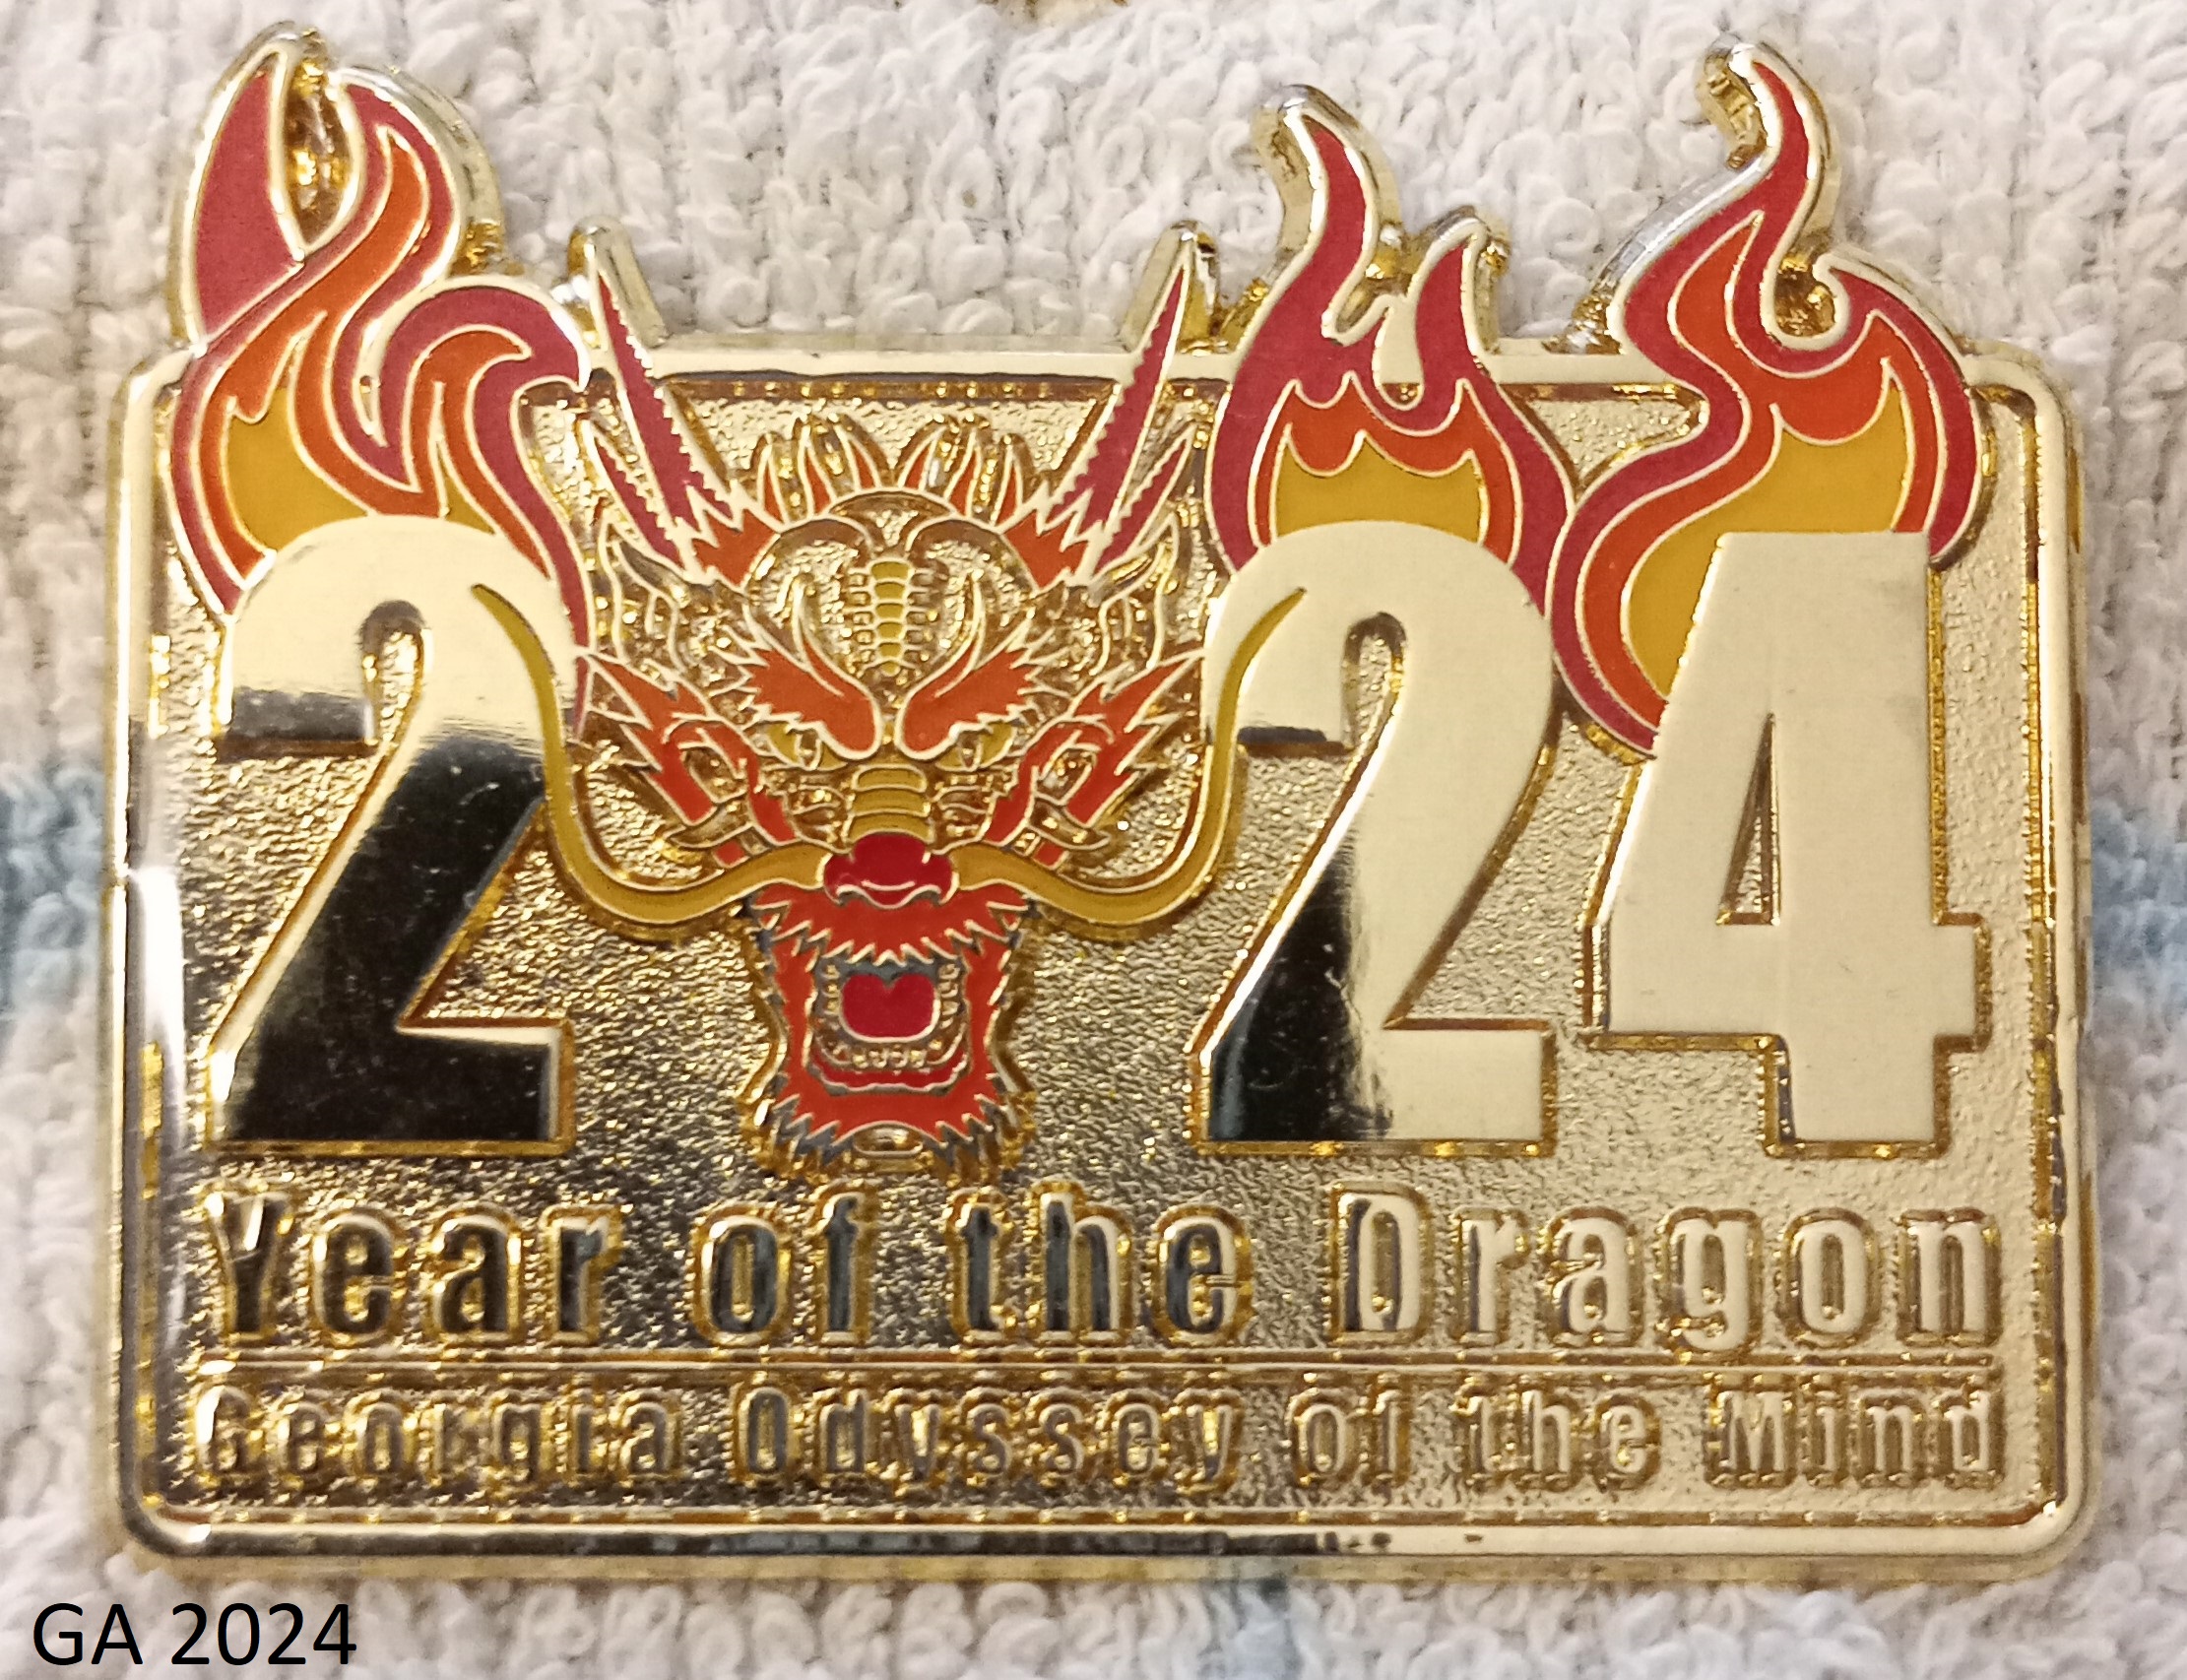 2 24
Year of the Dragon
Georgia Odyssey of the Mind
GA 2024